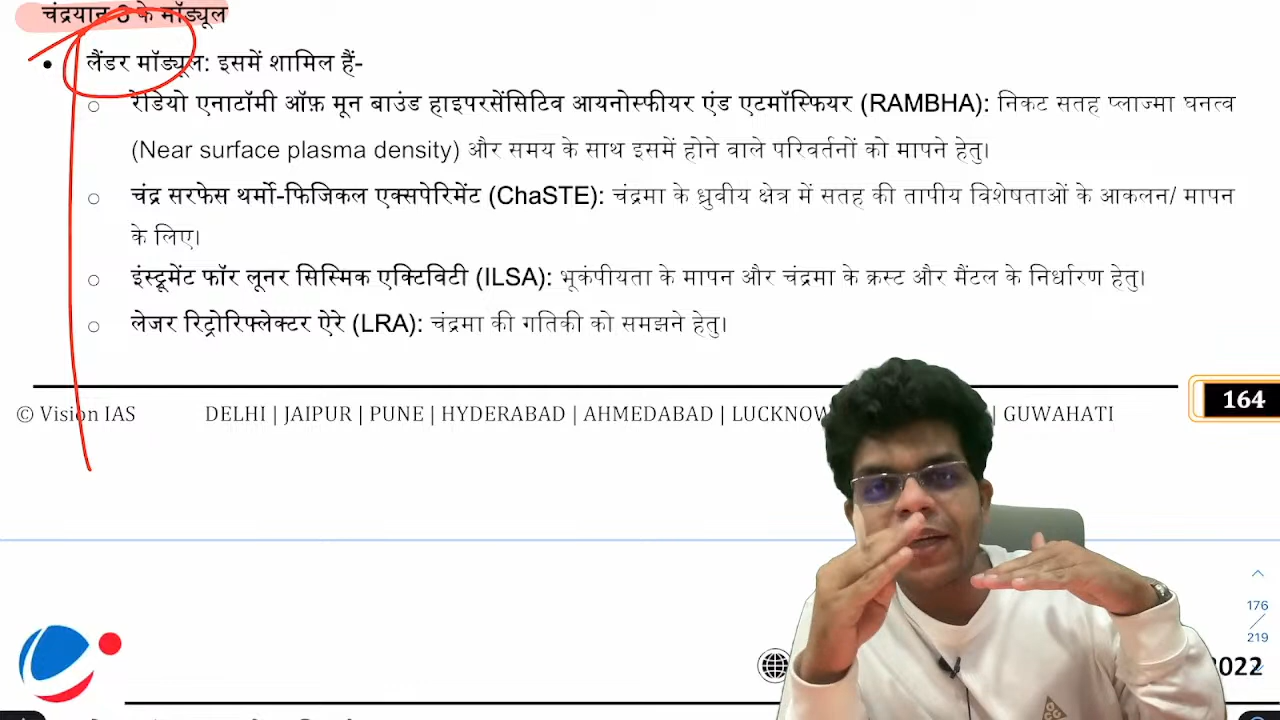 चंद्रयान 3 के मॉड्यूल
• लैंडर मॉड्यूल: इसमें शामिल हैं-
○ रेडियो एनाटॉमी ऑफ़ मून बाउंड हाइपरसेंसिटिव आयनोस्फीयर एंड एटमॉस्फियर (RAMBHA): निकट सतह प्लाज्मा घनत्व
(Near surface plasma density) और समय के साथ इसमें होने वाले परिवर्तनों को मापने हेतु।
○ चंद्र सरफेस थर्मो-फिजिकल एक्सपेरिमेंट (ChaSTE): चंद्रमा के ध्रुवीय क्षेत्र में सतह की तापीय विशेषताओं के आकलन/ मापन
के लिए।
○ इंस्ट्रूमेंट फॉर लूनर सिस्मिक एक्टिविटी (ILSA): भूकंपीयता के मापन और चंद्रमा के क्रस्ट और मैंटल के निर्धारण हेतु।
○ लेजर रिट्रोरिफ्लेक्टर ऐरे (LRA): चंद्रमा की गतिकी को समझने हेतु।
164
© Vision IAS DELHI | JAIPUR | PUNE | HYDERABAD | AHMEDABAD | LUCKNOW | GUWAHATI
176
219
2022